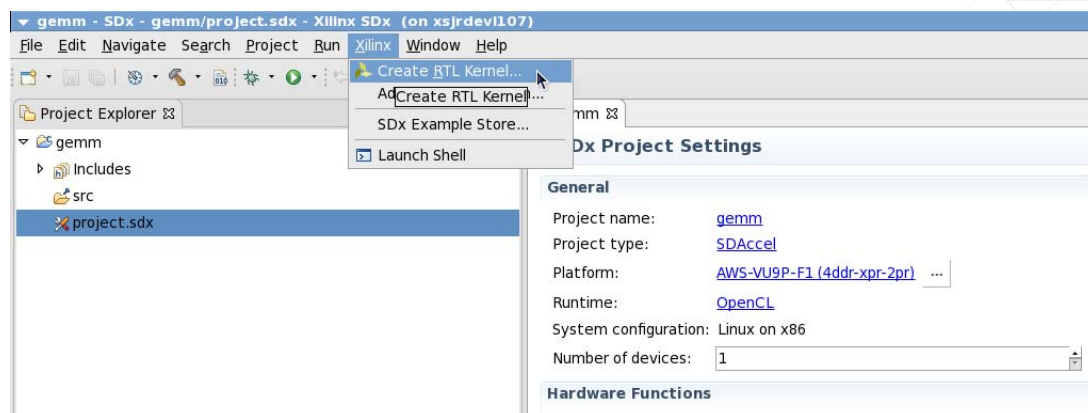 gemm - SDx - gemm/project.sdx - Xilinx SDx (on xsjrdevl107)
File Edit Navigate Search Project Run Xilinx Window Help
Create RTL Kernel...
Create RTL Kernel
SDx Example Store...
Launch Shell
Project Explorer
gemm
Includes
src
project.sdx
Dx Project Settings
General
Project name: gemm
Project type: SDAccel
Platform: AWS-VU9P-F1 (4ddr-xpr-2pr) ...
Runtime: OpenCL
System configuration: Linux on x86
Number of devices: 1
Hardware Functions